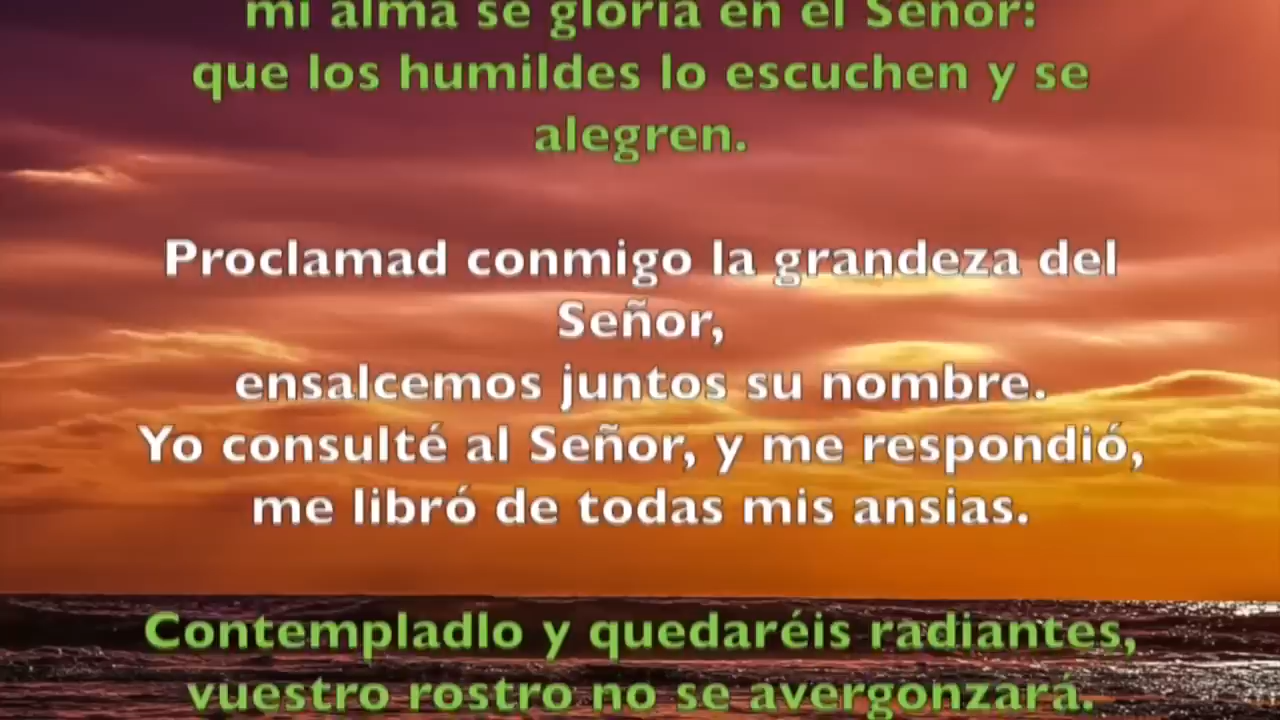 mi alma se gloría en el Señor:
que los humildes lo escuchen y se
alegren.
Proclamad conmigo la grandeza del
Señor,
ensalcemos juntos su nombre.
Yo consulté al Señor, y me respondió,
me libró de todas mis ansias.
Contempladlo y quedaréis radiantes,
vuestro rostro no se avergonzará.